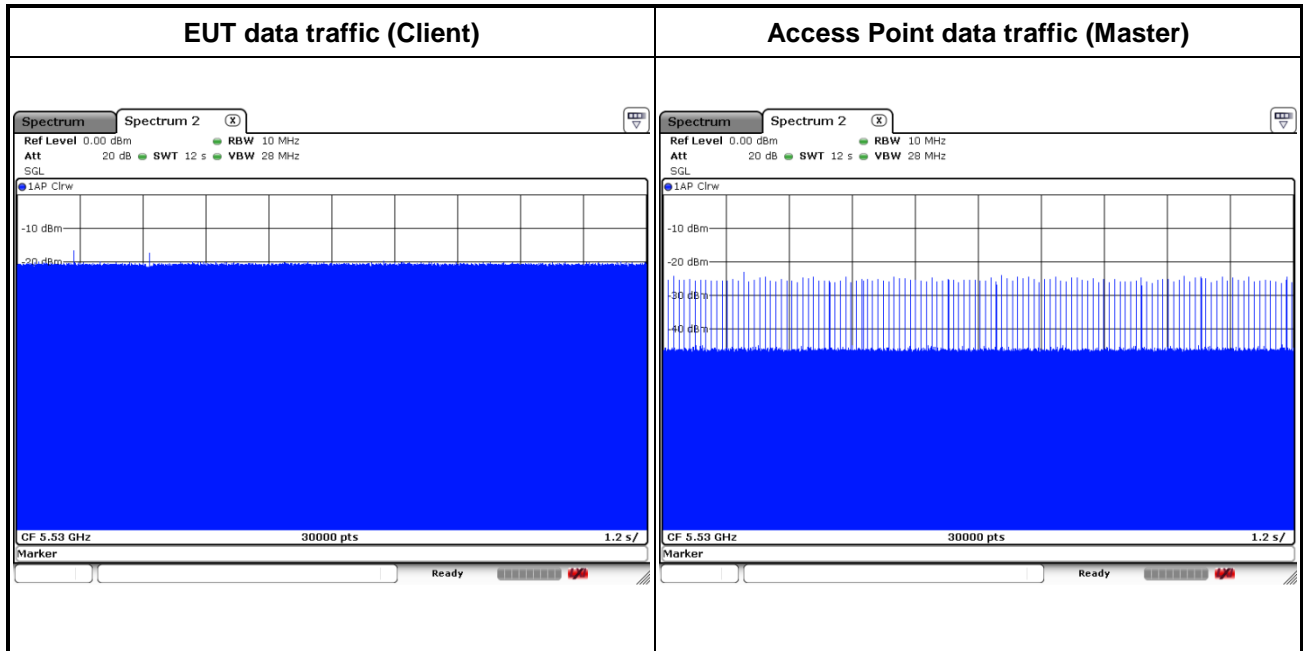 EUT data traffic (Client)
Access Point data traffic (Master)
Spectrum Spectrum 2 X
Ref Level 0.00 dBm RBW 10 MHz
Att 20 dB SWT 12 s VBW 28 MHz
SGL
1AP Clrw
-10 dBm
-20 dBm
CF 5.53 GHz 30000 pts 1.2 s/
Marker
Ready
Spectrum Spectrum 2 X
Ref Level 0.00 dBm RBW 10 MHz
Att 20 dB SWT 12 s VBW 28 MHz
SGL
1AP Clrw
-10 dBm
-20 dBm
-30 dBm
-40 dBm
CF 5.53 GHz 30000 pts 1.2 s/
Marker
Ready